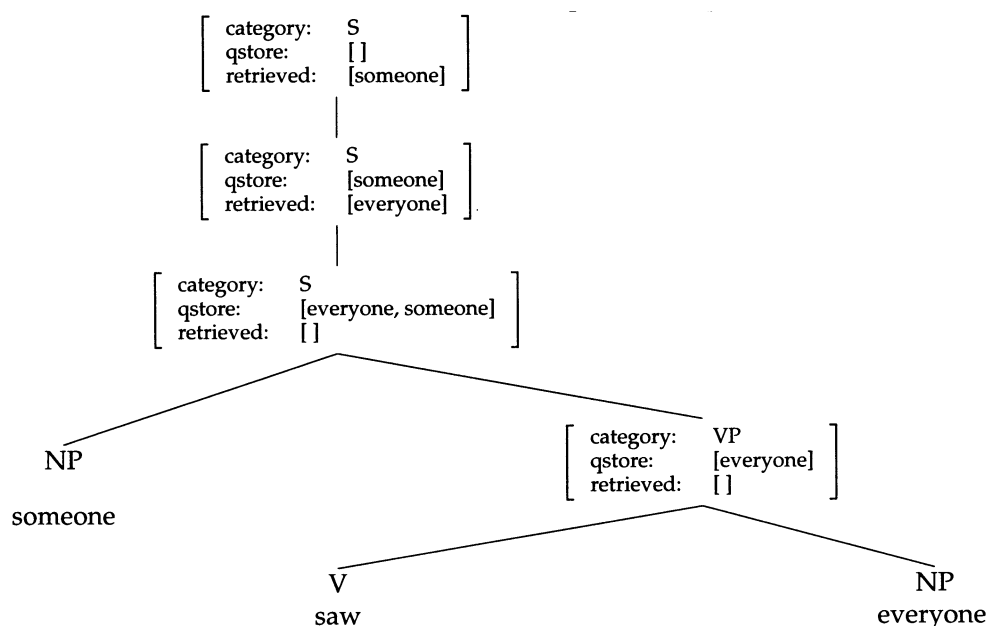 category: S
qstore: [ ]
retrieved: [someone]
category: S
qstore: [someone]
retrieved: [everyone]
category: S
qstore: [everyone, someone]
retrieved: [ ]
NP
someone
category: VP
qstore: [everyone]
retrieved: [ ]
V
saw
NP
everyone